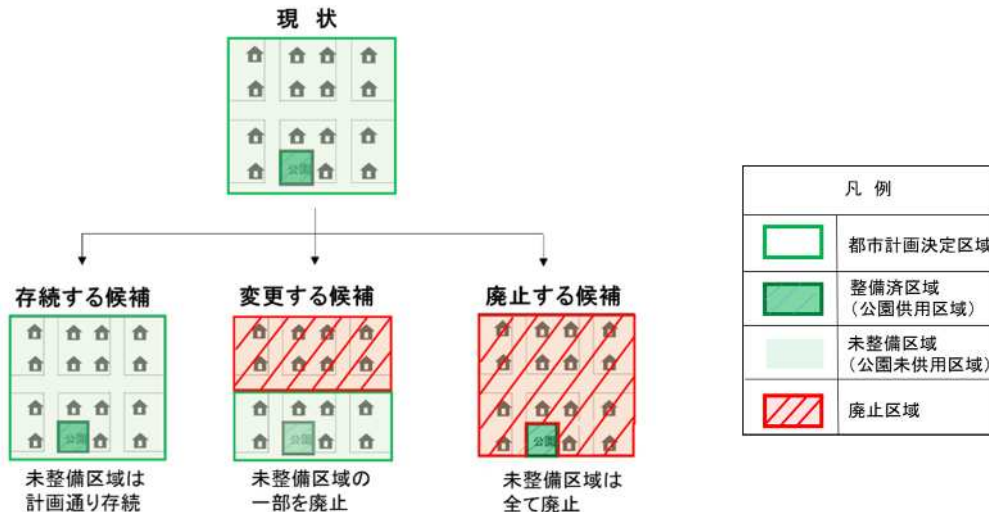 現 状
公園
存続する候補
変更する候補
廃止する候補
公園
公園
公園
未整備区域は
計画通り存続
未整備区域の
一部を廃止
未整備区域は
全て廃止
凡 例
都市計画決定区域
整備済区域
(公園供用区域)
未整備区域
(公園未供用区域)
廃止区域